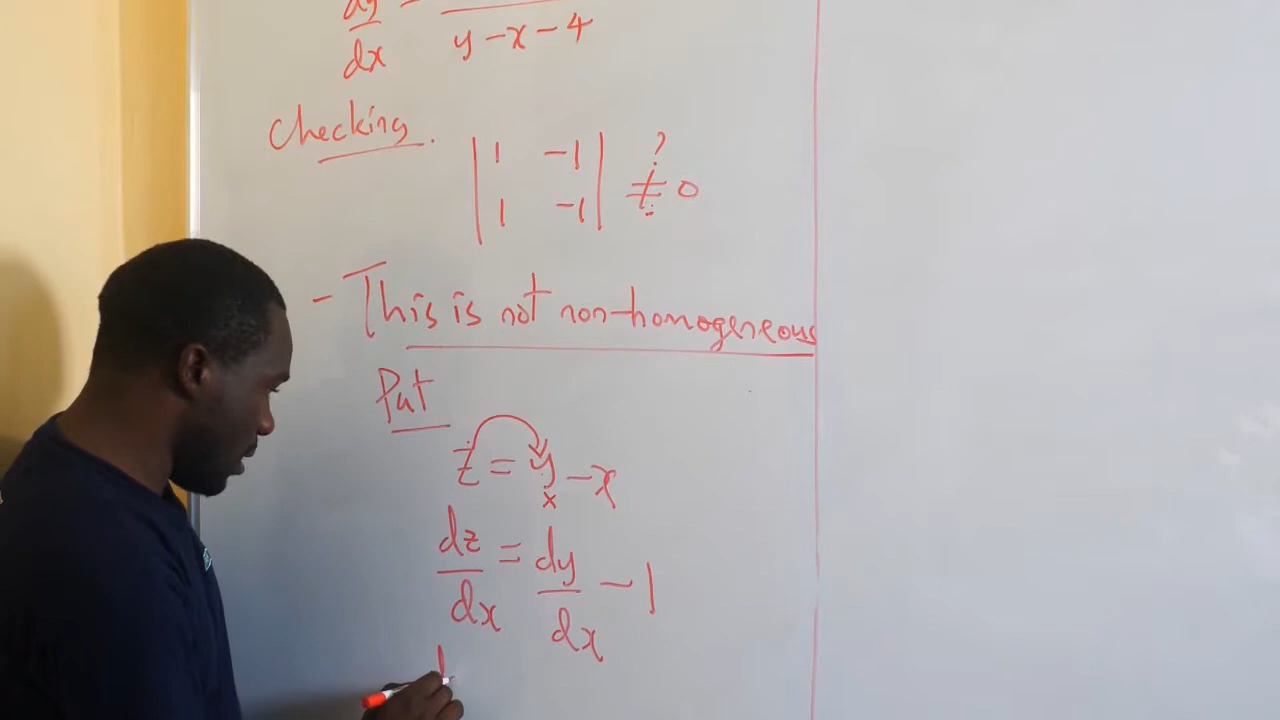 dy/dx = ____/y - x - 4
Checking.
| 1 -1 | ?
| 1 -1 | ≠ 0
- This is not non-homogeneous
Put
z = y - x
x
dz/dx = dy/dx - 1